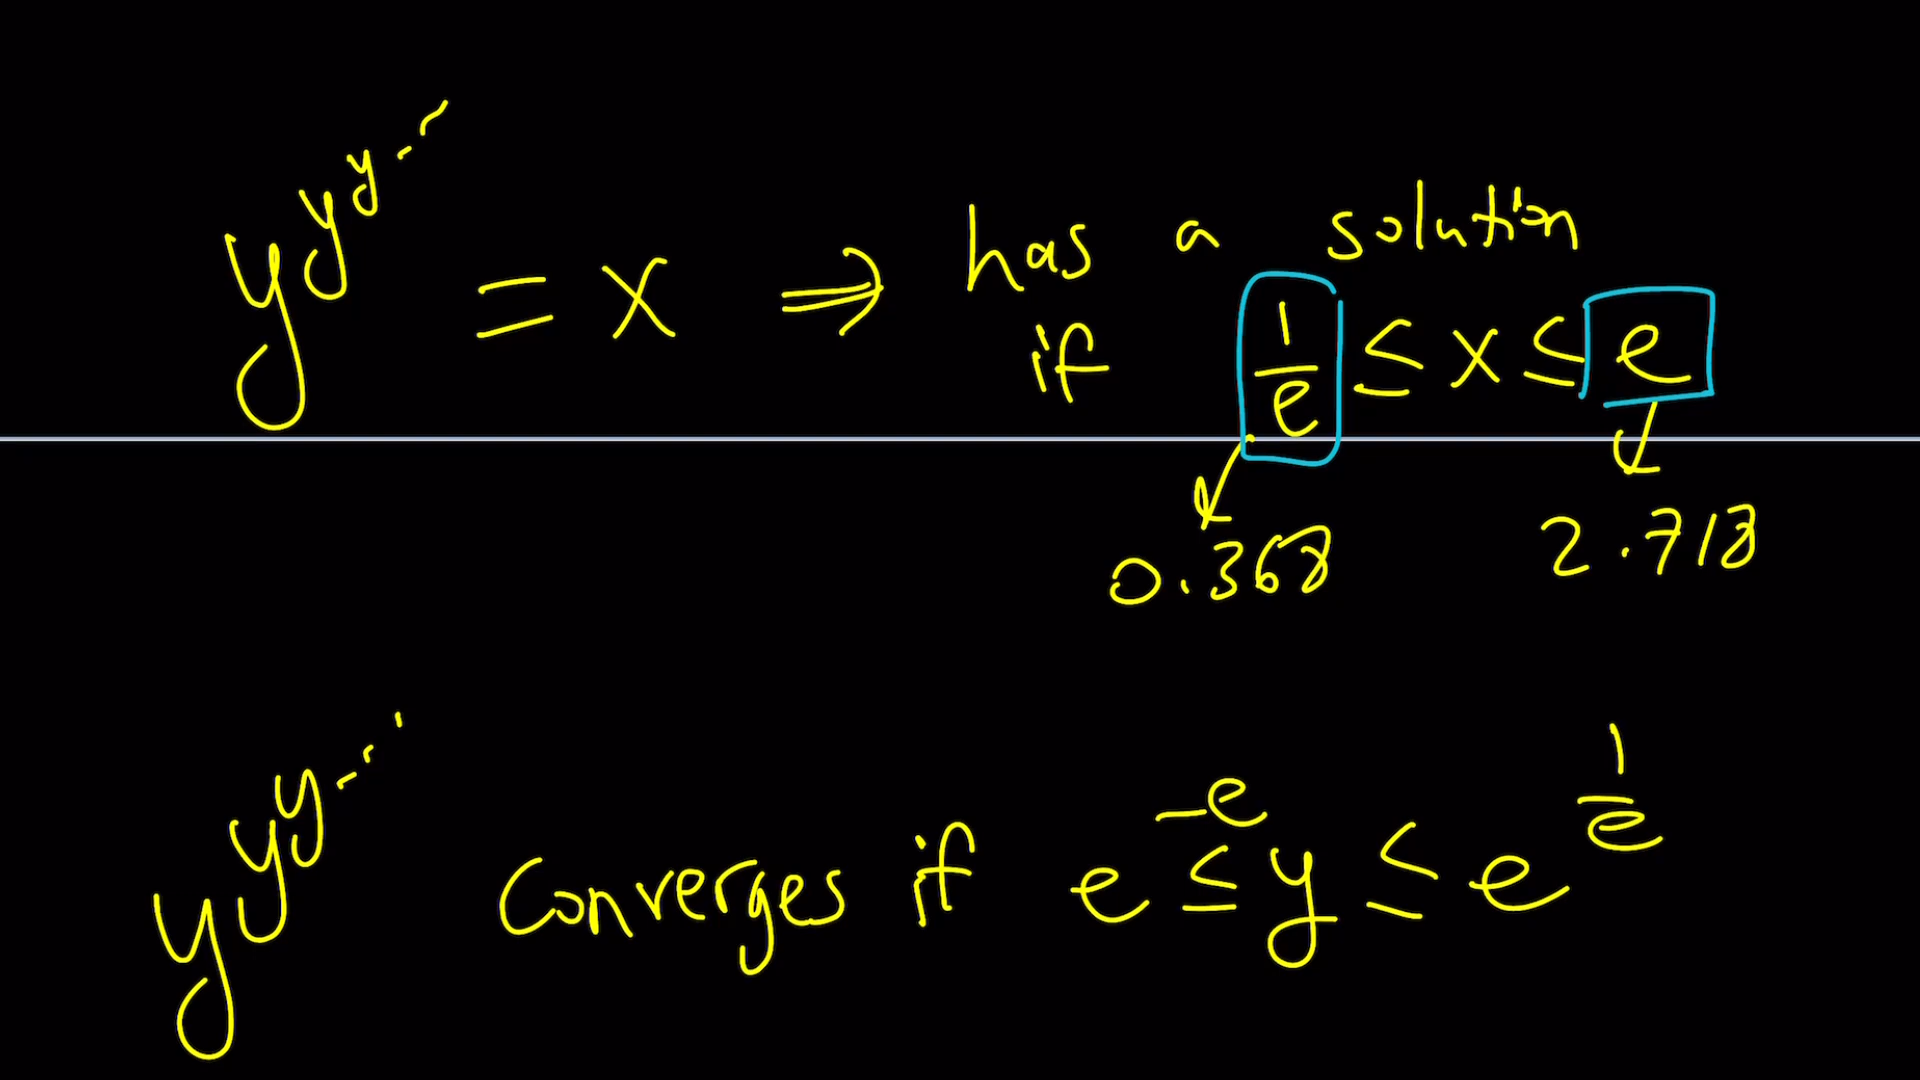 y^y^y^... = x ⇒ has a solution
if 1/e ≤ x ≤ e
0.368 2.718
y^y^y^... Converges if e^-e ≤ y ≤ e^1/e